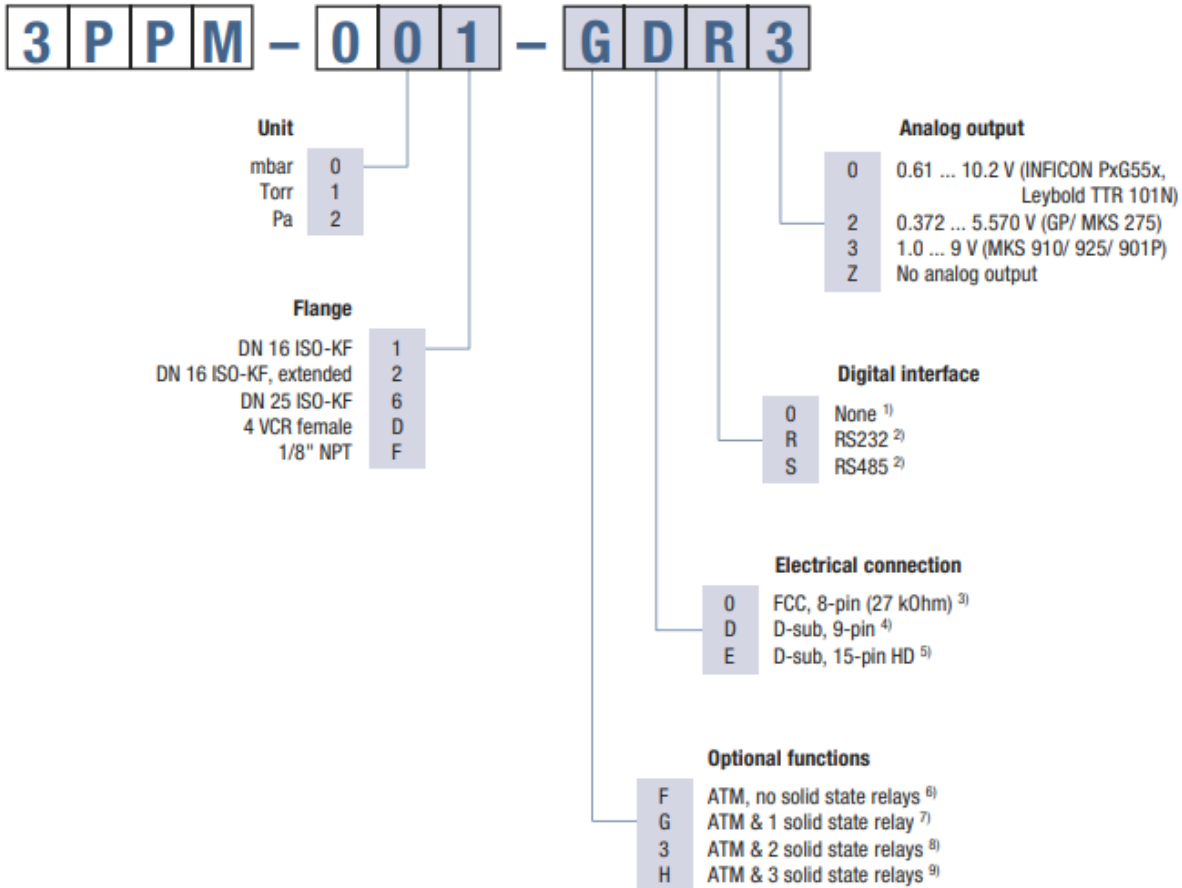 3PPM – 001 – GDR3
Unit
mbar 0
Torr 1
Pa 2
Flange
DN 16 ISO-KF 1
DN 16 ISO-KF, extended 2
DN 25 ISO-KF 6
4 VCR female D
1/8" NPT F
Analog output
0 0.61 ... 10.2 V (INFICON PxG55x,
Leybold TTR 101N)
2 0.372 ... 5.570 V (GP/ MKS 275)
3 1.0 ... 9 V (MKS 910/ 925/ 901P)
Z No analog output
Digital interface
0 None 1)
R RS232 2)
S RS485 2)
Electrical connection
0 FCC, 8-pin (27 kOhm) 3)
D D-sub, 9-pin 4)
E D-sub, 15-pin HD 5)
Optional functions
F ATM, no solid state relays 6)
G ATM & 1 solid state relay 7)
3 ATM & 2 solid state relays 8)
H ATM & 3 solid state relays 9)